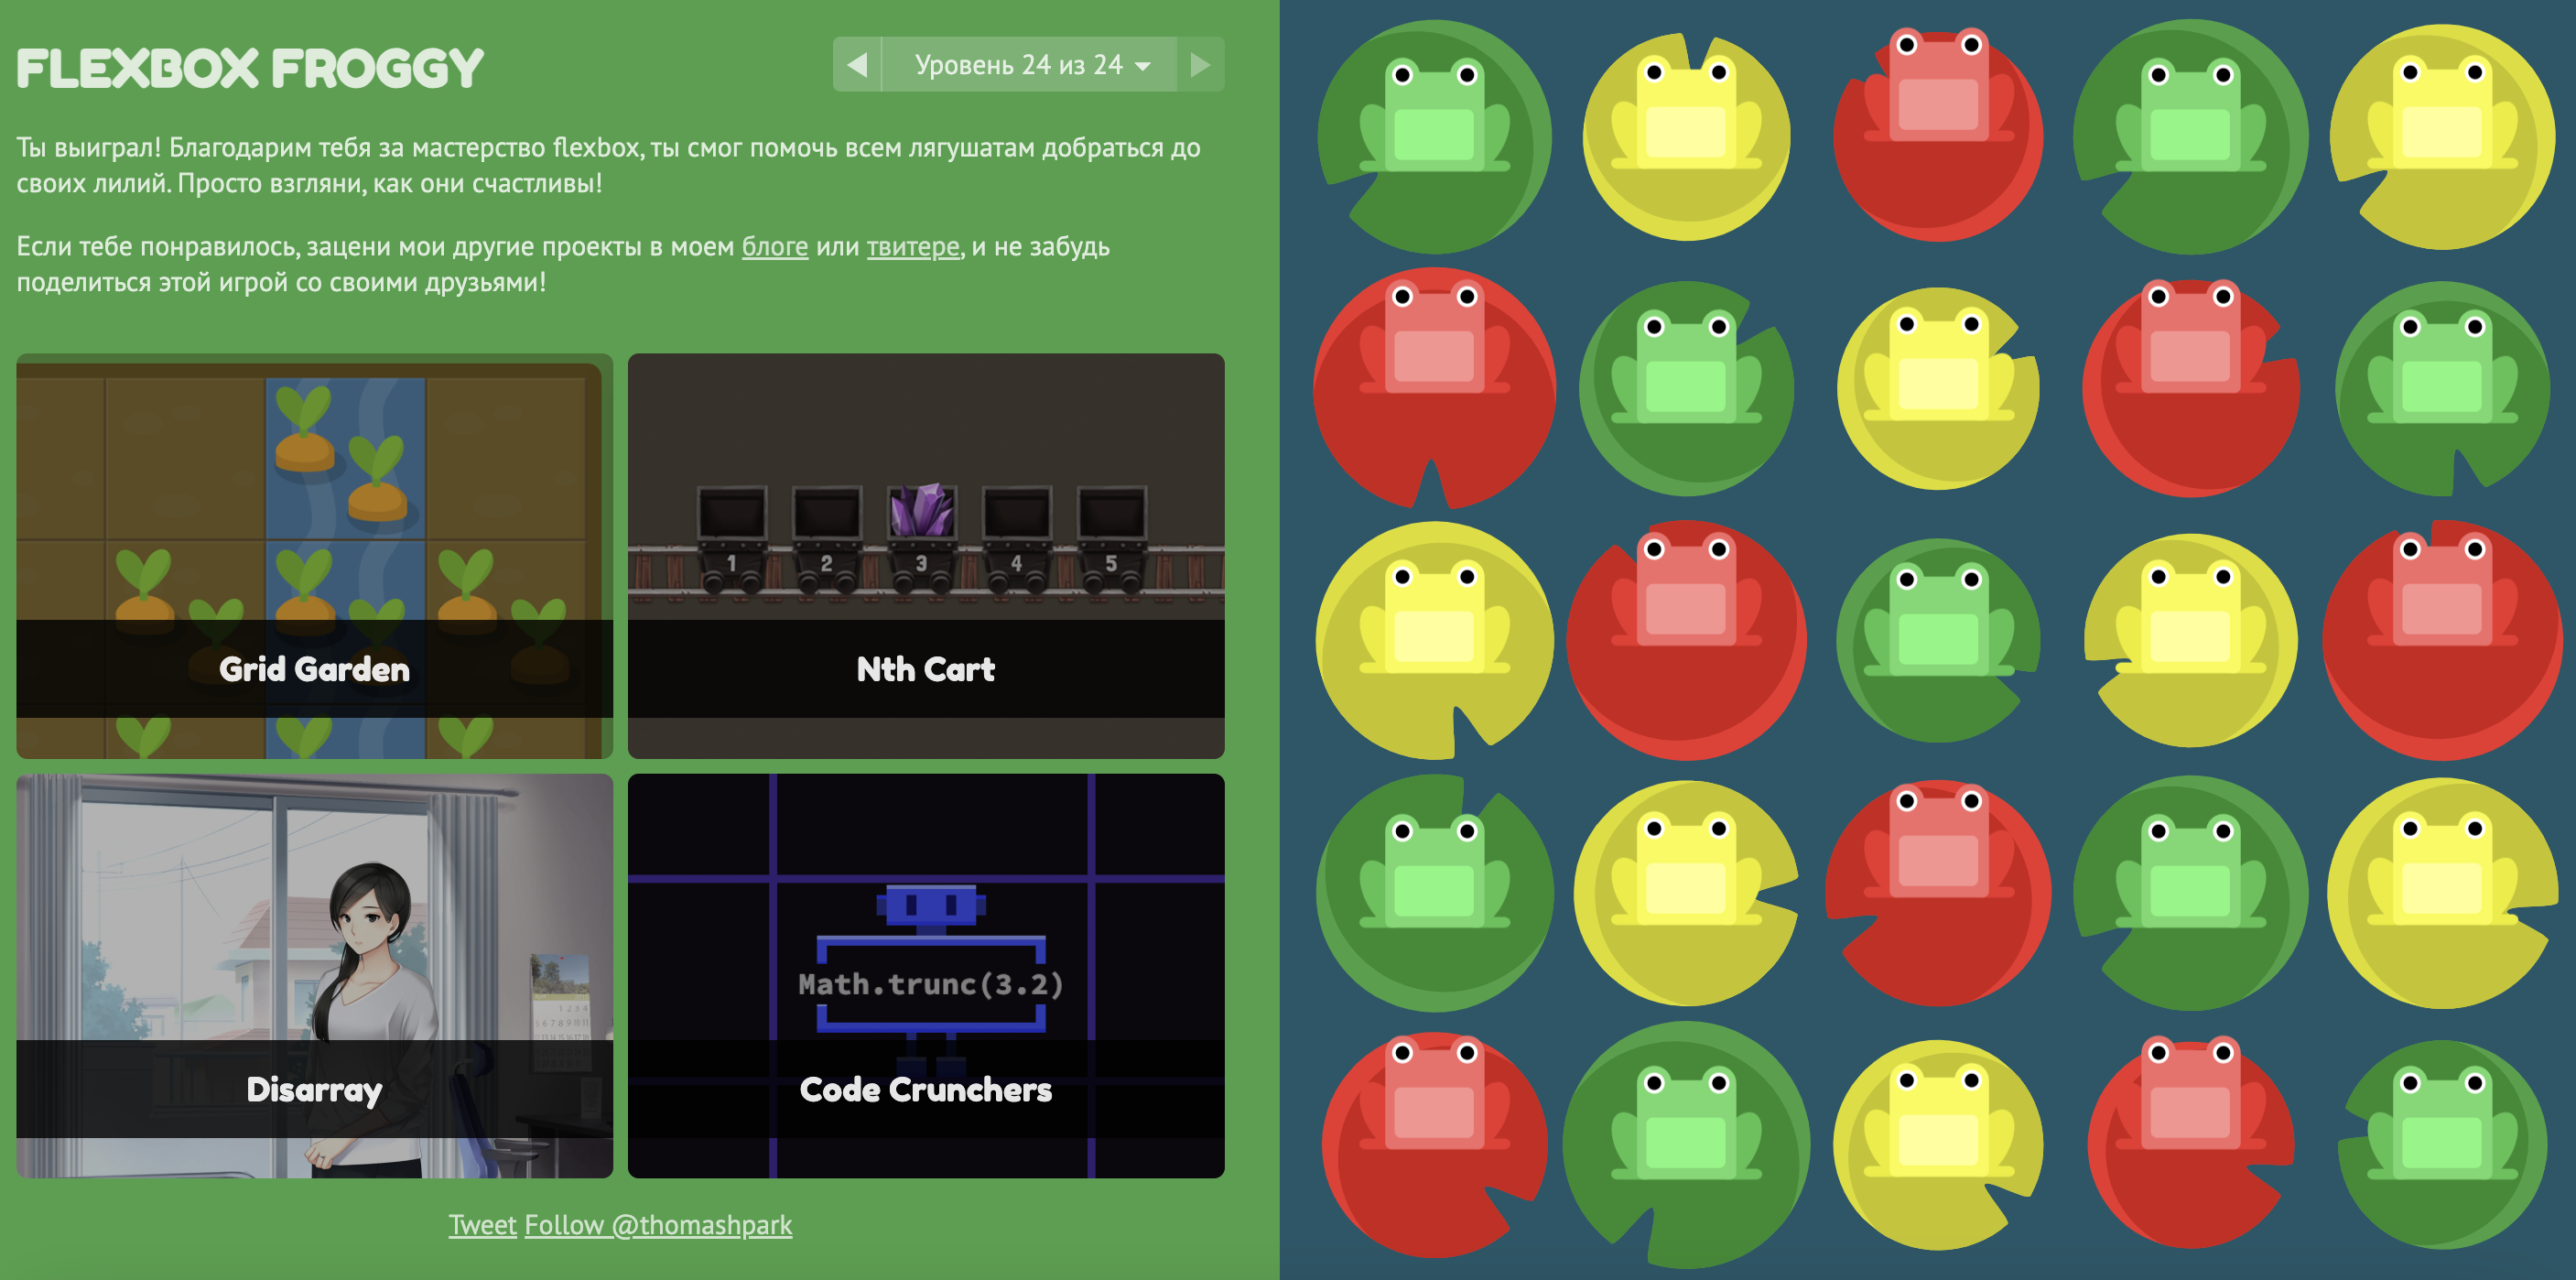 FLEXBOX FROGGY
Уровень 24 из 24
Ты выиграл! Благодарим тебя за мастерство flexbox, ты смог помочь всем лягушатам добраться до
своих лилий. Просто взгляни, как они счастливы!
Если тебе понравилось, зацени мои другие проекты в моем блоге или твитере, и не забудь
поделиться этой игрой со своими друзьями!
1 2 3 4 5
Grid Garden
Nth Cart
Math.trunc(3.2)
Disarray
Code Crunchers
Tweet Follow @thomashpark